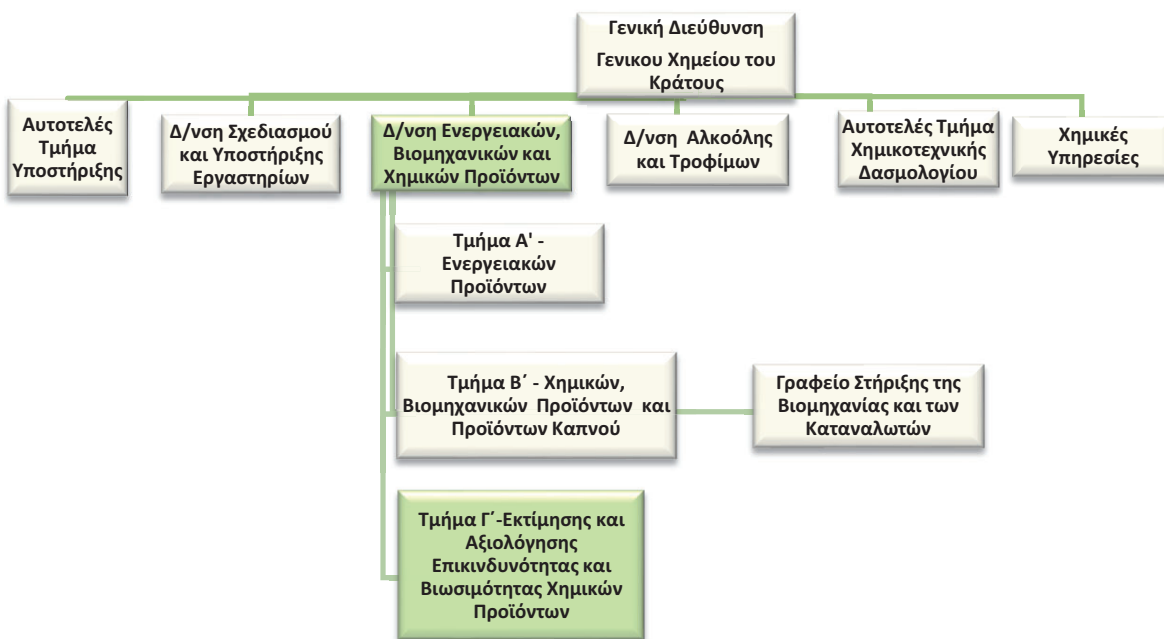 Γενική Διεύθυνση
Γενικου Χημείου του
Κράτους
Αυτοτελές
Τμήμα
Υποστήριξης
Δ/νση Σχεδιασμού
και Υποστήριξης
Εργαστηρίων
Δ/νση Ενεργειακών,
Βιομηχανικών και
Χημικών Προϊόντων
Δ/νση Αλκοόλης
και Τροφίμων
Αυτοτελές Τμήμα
Χημικοτεχνικής
Δασμολογίου
Χημικές
Υπηρεσίες
Τμήμα Α' -
Ενεργειακών
Προϊόντων
Τμήμα Β΄ - Χημικών,
Βιομηχανικών Προϊόντων και
Προϊόντων Καπνού
Γραφείο Στήριξης της
Βιομηχανίας και των
Καταναλωτών
Τμήμα Γ΄-Εκτίμησης και
Αξιολόγησης
Επικινδυνότητας και
Βιωσιμότητας Χημικών
Προϊόντων